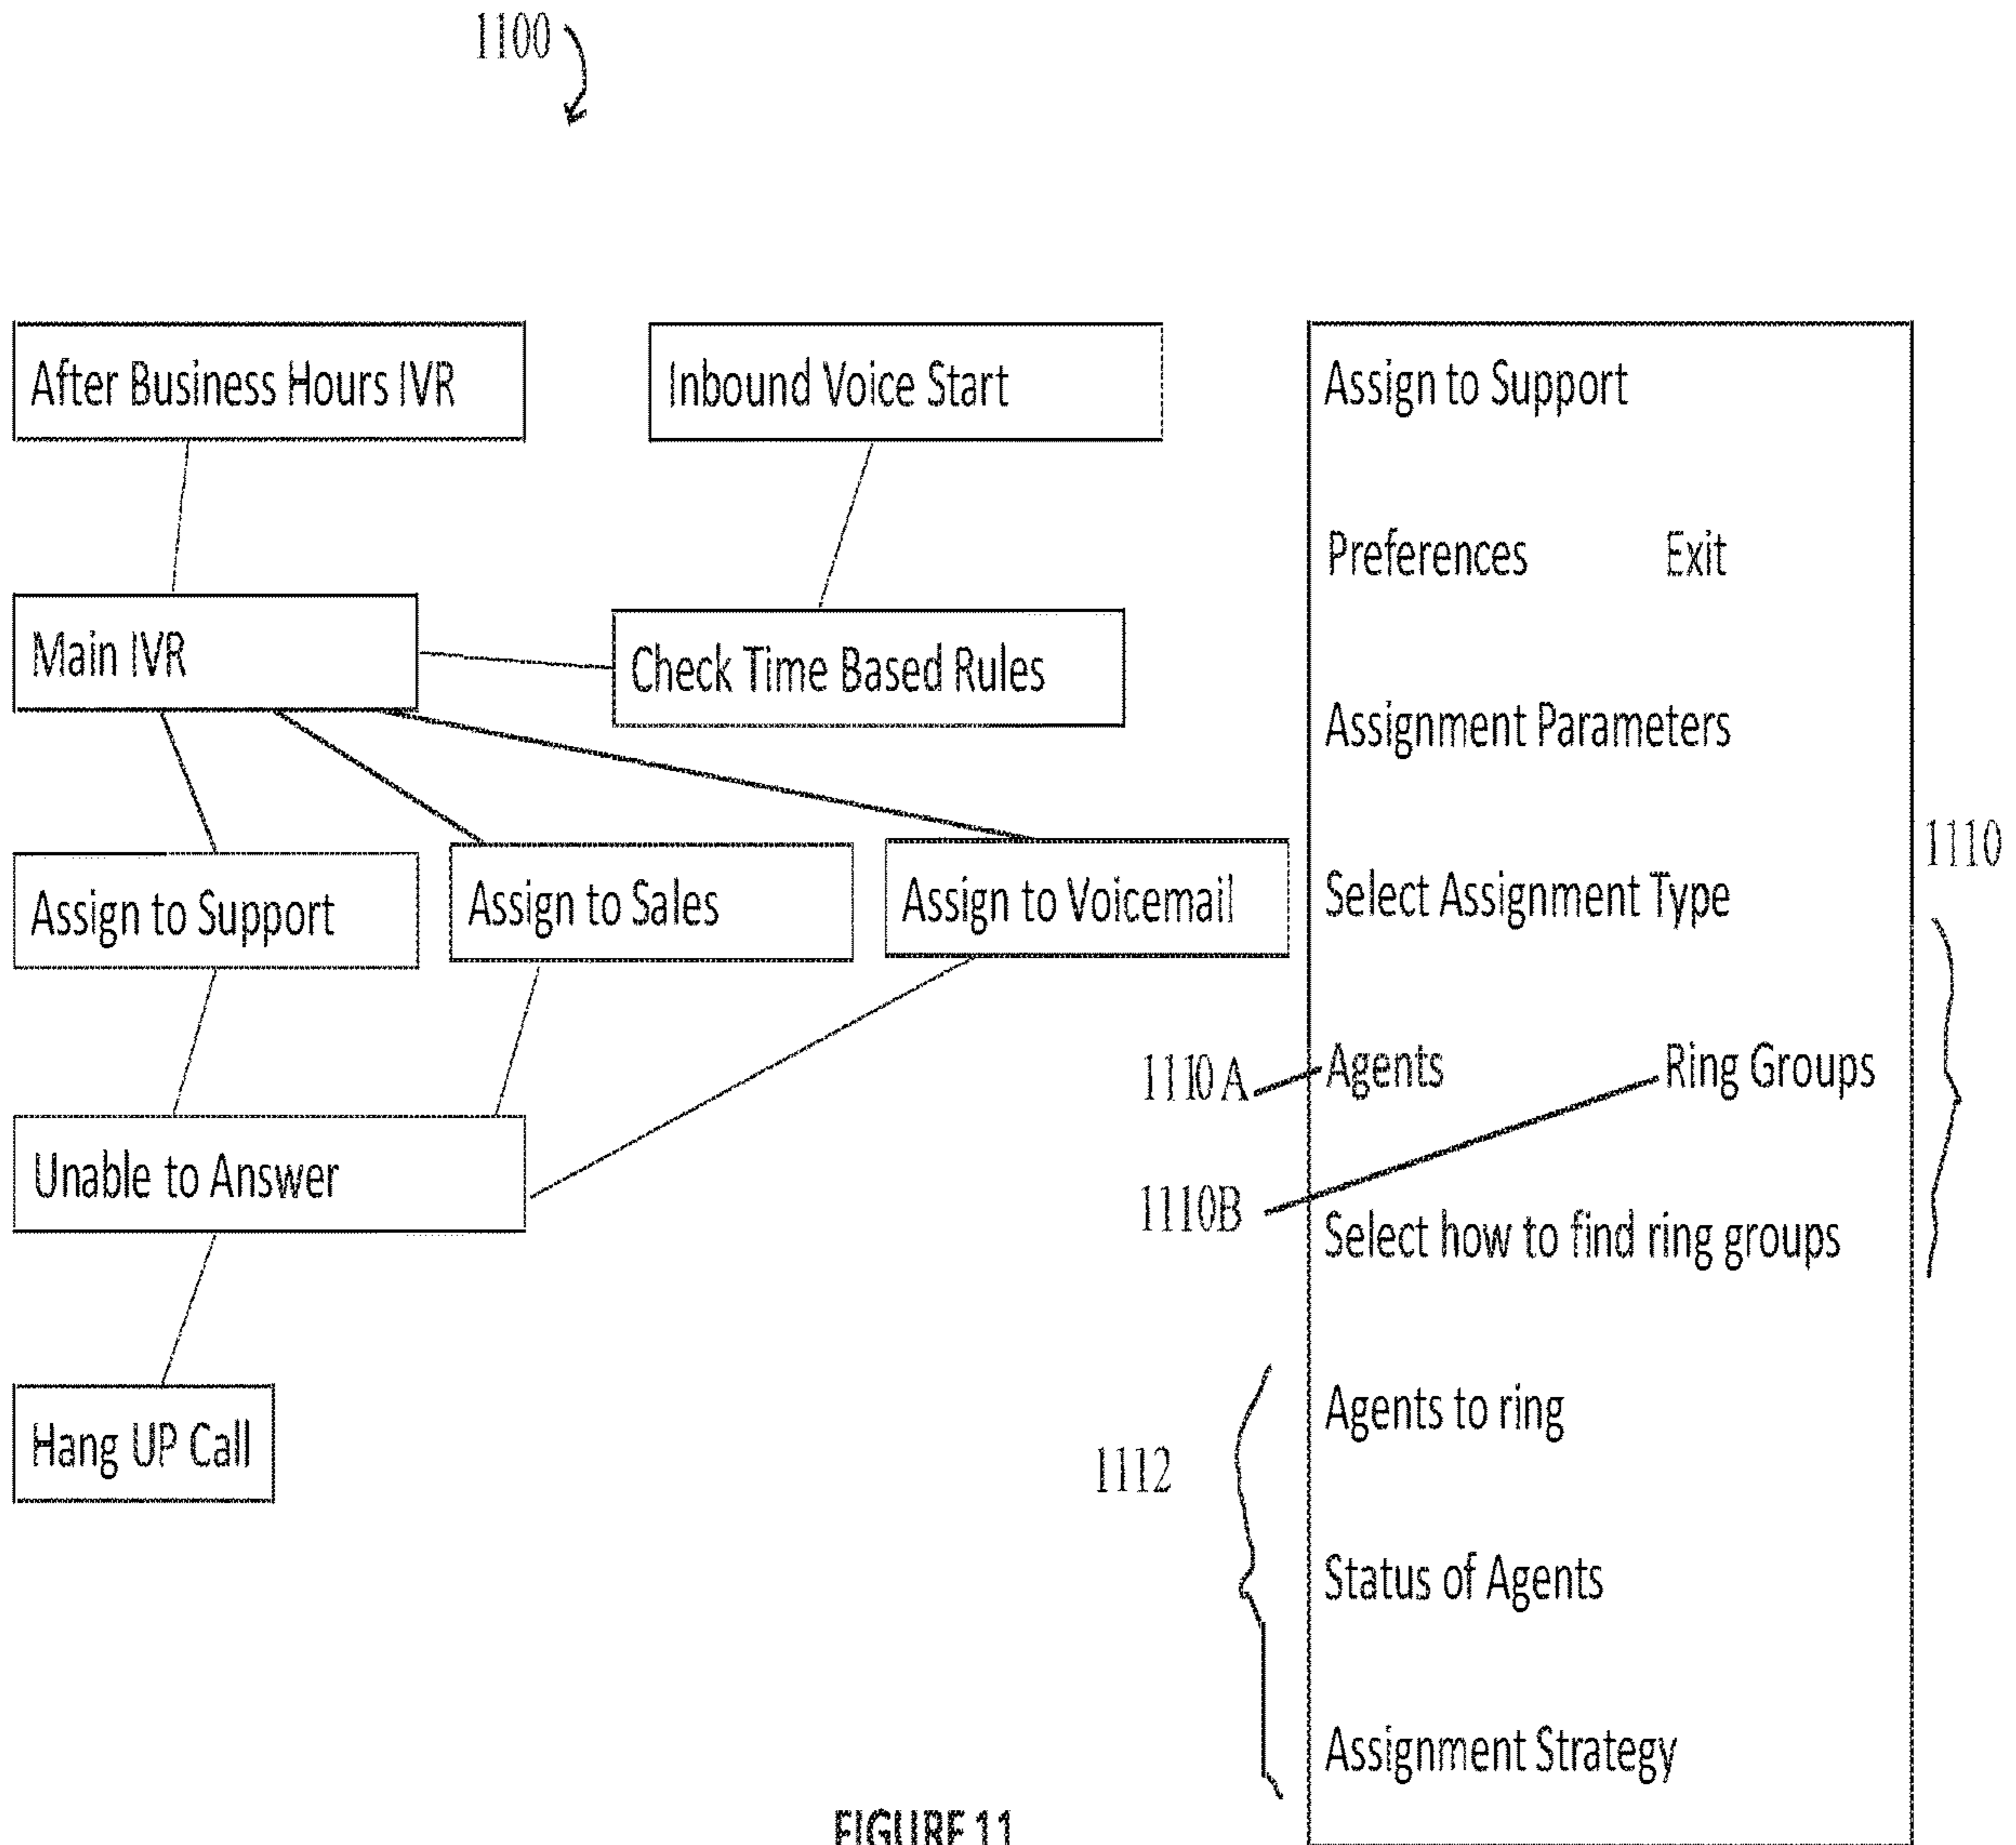 1100
After Business Hours IVR
Inbound Voice Start
Main IVR
Check Time Based Rules
Assign to Support
Assign to Sales
Assign to Voicemail
Unable to Answer
Hang UP Call
Assign to Support
Preferences Exit
Assignment Parameters
Select Assignment Type
1110
1110A
Agents Ring Groups
1110B
Select how to find ring groups
1112
Agents to ring
Status of Agents
Assignment Strategy
FIGURE 11